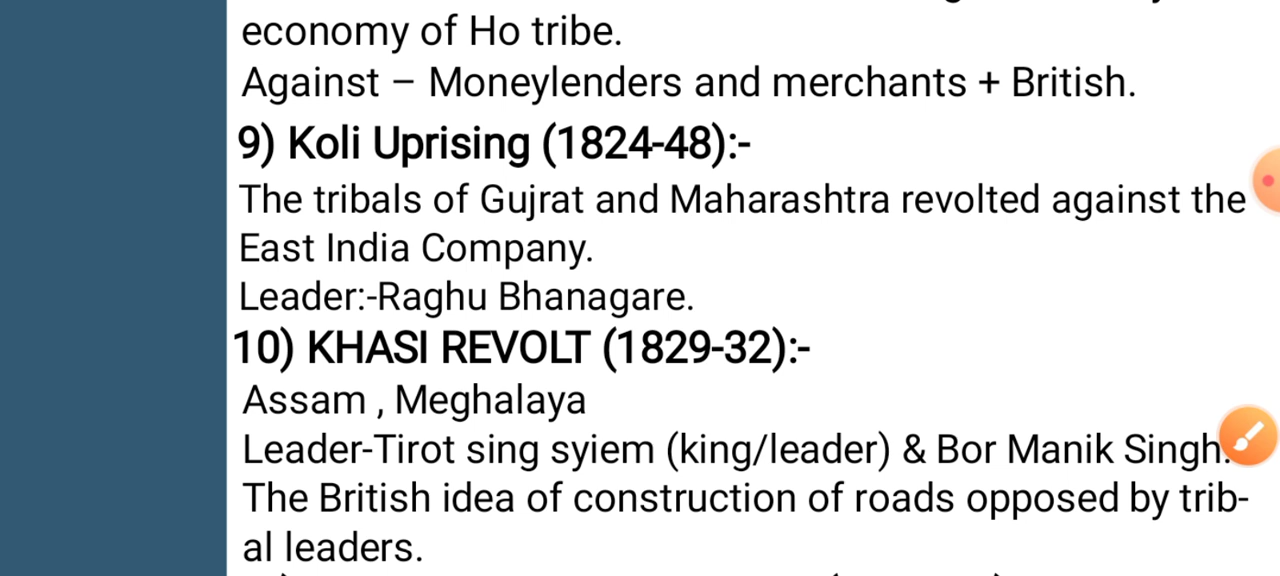 economy of Ho tribe.
Against – Moneylenders and merchants + British.
9) Koli Uprising (1824-48):-
The tribals of Gujrat and Maharashtra revolted against the
East India Company.
Leader:-Raghu Bhanagare.
10) KHASI REVOLT (1829-32):-
Assam , Meghalaya
Leader-Tirot sing syiem (king/leader) & Bor Manik Singh.
The British idea of construction of roads opposed by trib-
al leaders.